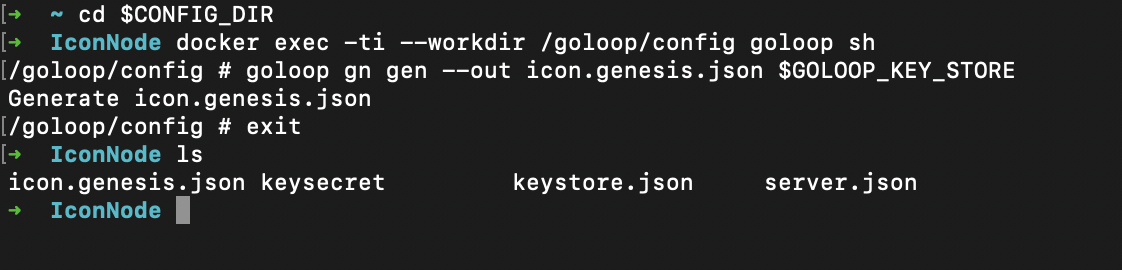 [➜  ~ cd $CONFIG_DIR
[➜  IconNode docker exec -ti --workdir /goloop/config goloop sh
[/goloop/config # goloop gn gen --out icon.genesis.json $GOLOOP_KEY_STORE
Generate icon.genesis.json
[/goloop/config # exit
[➜  IconNode ls
icon.genesis.json keysecret         keystore.json     server.json
➜  IconNode